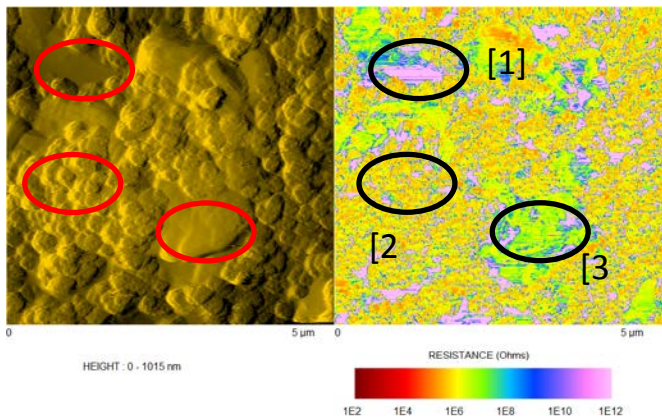 [1]
[2
[3
0 5 µm 0 5 µm
HEIGHT : 0 - 1015 nm
RESISTANCE (Ohms)
1E2 1E4 1E6 1E8 1E10 1E12